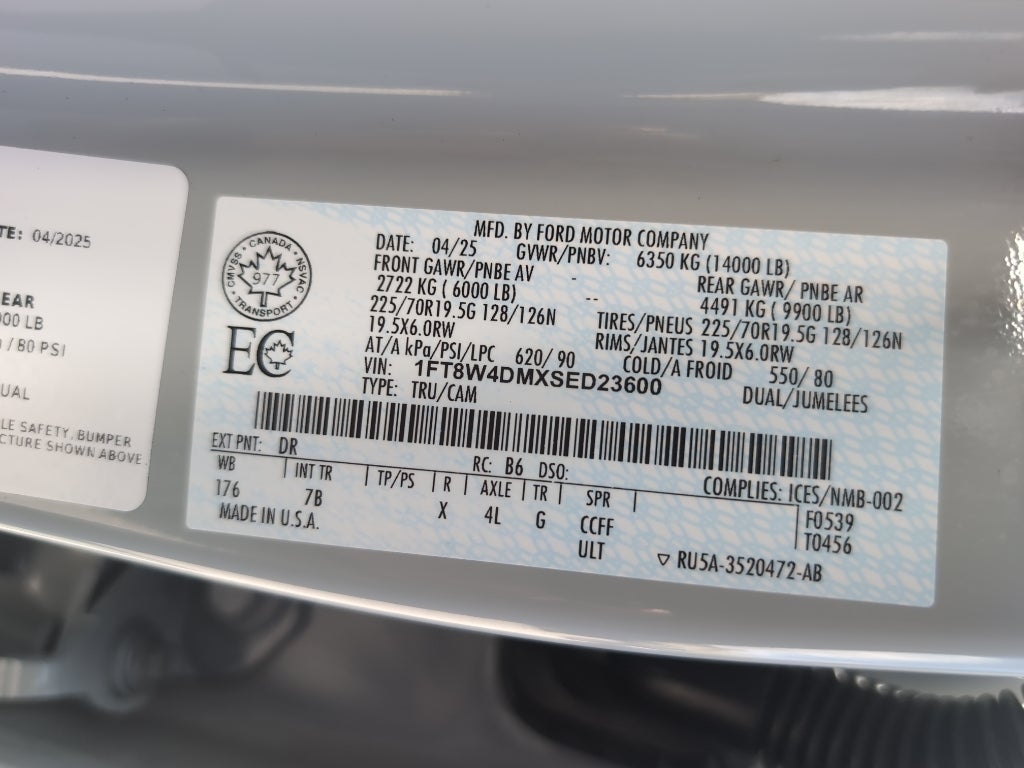 TE: 04/2025
EAR
000 LB
/ 80 PSI
UAL
LE SAFETY, BUMPER
CTURE SHOWN ABOVE.
CANADA
CMVSS NSVAC
977
TRANSPORT
EC
MFD. BY FORD MOTOR COMPANY
DATE: 04/25 GVWR/PNBV: 6350 KG (14000 LB)
FRONT GAWR/PNBE AV - REAR GAWR/ PNBE AR
2722 KG ( 6000 LB) -- 4491 KG ( 9900 LB)
225/70R19.5G 128/126N TIRES/PNEUS 225/70R19.5G 128/126N
19.5X6.0RW RIMS/JANTES 19.5X6.0RW
AT/A kPa/PSI/LPC 620/ 90 COLD/A FROID 550/ 80
VIN: 1FT8W4DMXSED23600 DUAL/JUMELEES
TYPE: TRU/CAM
EXT PNT: DR RC: B6 DSO: COMPLIES: ICES/NMB-002
WB INT TR TP/PS R AXLE TR SPR F0539
176 7B X 4L G CCFF T0456
MADE IN U.S.A. ULT ▽ RU5A-3520472-AB